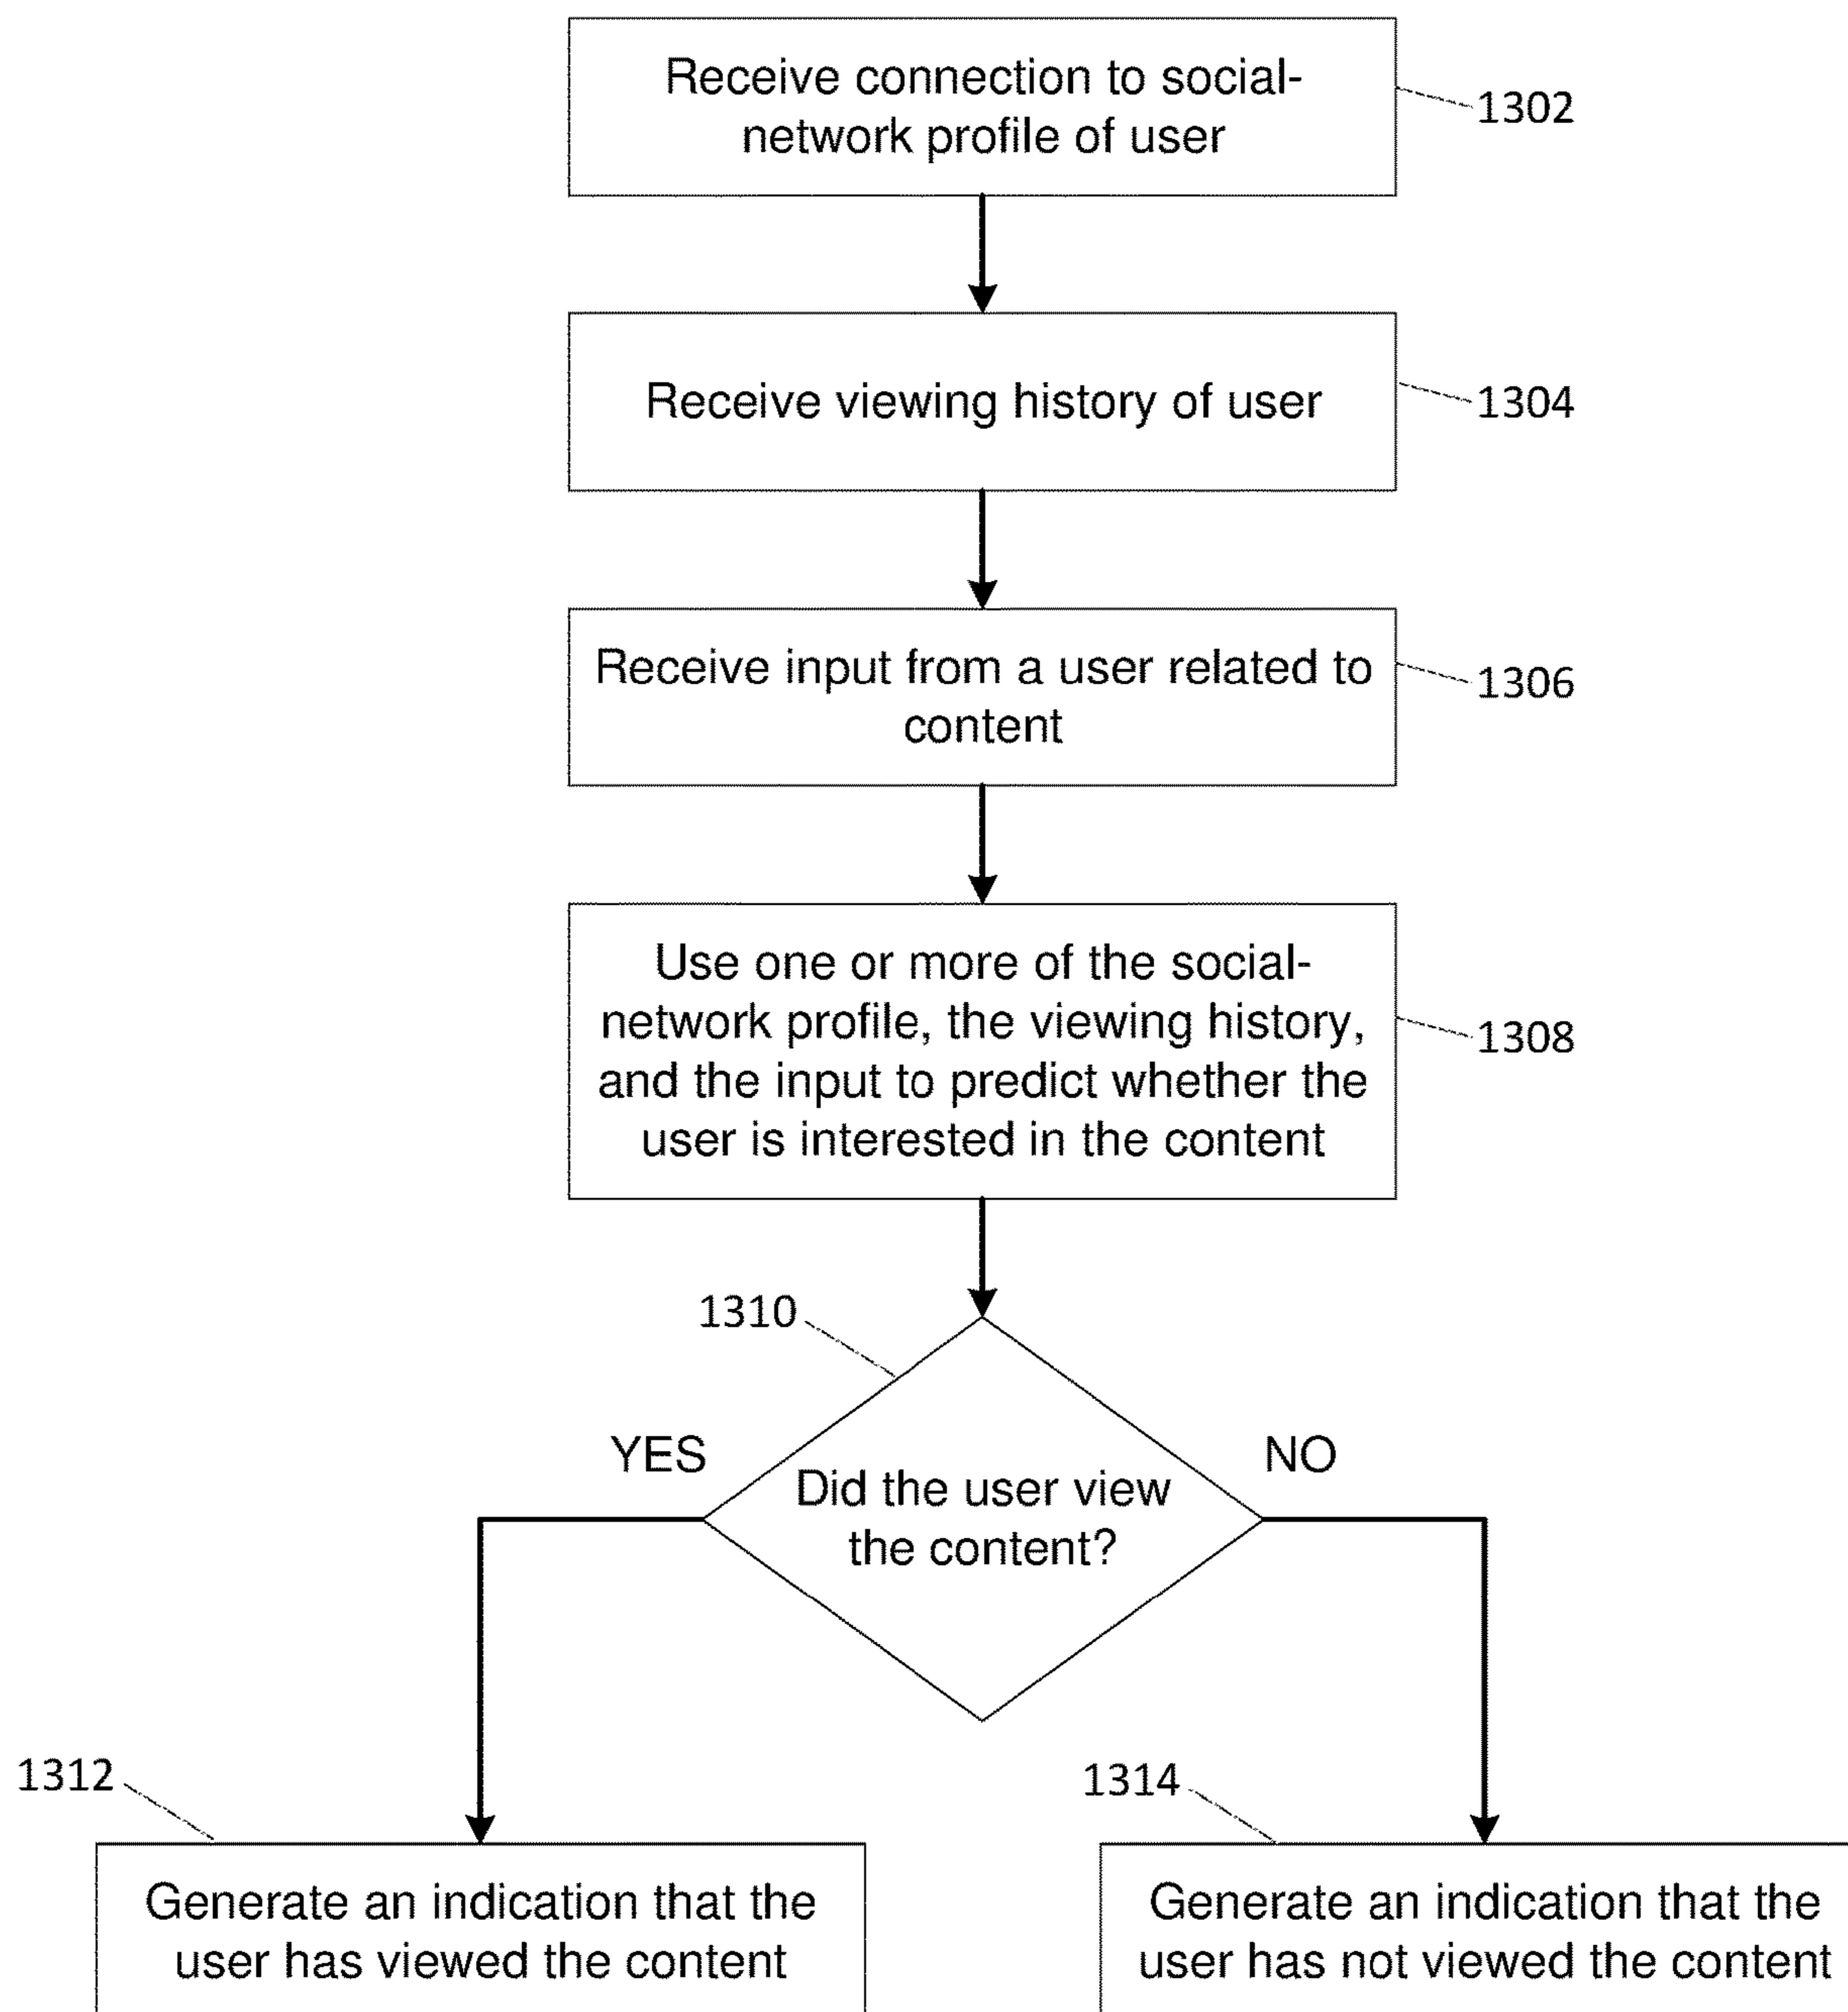 Receive connection to social-
network profile of user
1302
Receive viewing history of user
1304
Receive input from a user related to
content
1306
Use one or more of the social-
network profile, the viewing history,
and the input to predict whether the
user is interested in the content
1308
1310
YES
NO
Did the user view
the content?
1312
1314
Generate an indication that the
user has viewed the content
Generate an indication that the
user has not viewed the content